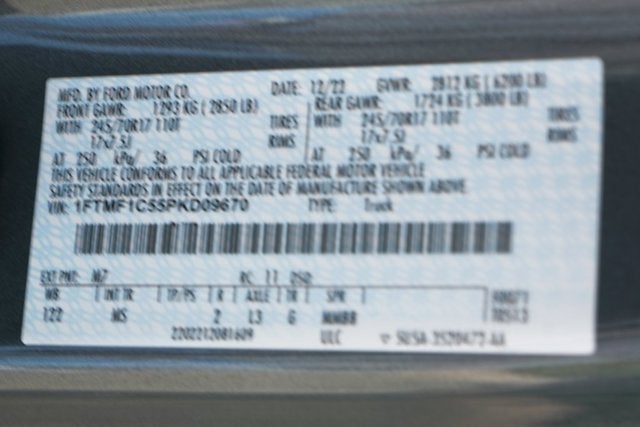 MFD. BY FORD MOTOR CO. DATE: 12/22 GVWR: 2812 KG ( 6200 LB)
FRONT GAWR: 1293 KG ( 2850 LB) REAR GAWR: 1724 KG ( 3800 LB)
WITH 245/70R17 110T TIRES WITH 245/70R17 110T TIRES
17x7.5J RIMS 17x7.5J RIMS
AT 250 kPa/ 36 PSI COLD AT 250 kPa/ 36 PSI COLD
THIS VEHICLE CONFORMS TO ALL APPLICABLE FEDERAL MOTOR VEHICLE
SAFETY STANDARDS IN EFFECT ON THE DATE OF MANUFACTURE SHOWN ABOVE.
VIN: 1FTMF1C55PKD09670 TYPE: Truck
EXT PNT: M7 RC: 11 DSO:
WB INT TR TP/PS R AXLE TR SPR
122 MS 2 L3 G
2202212081609 ULC